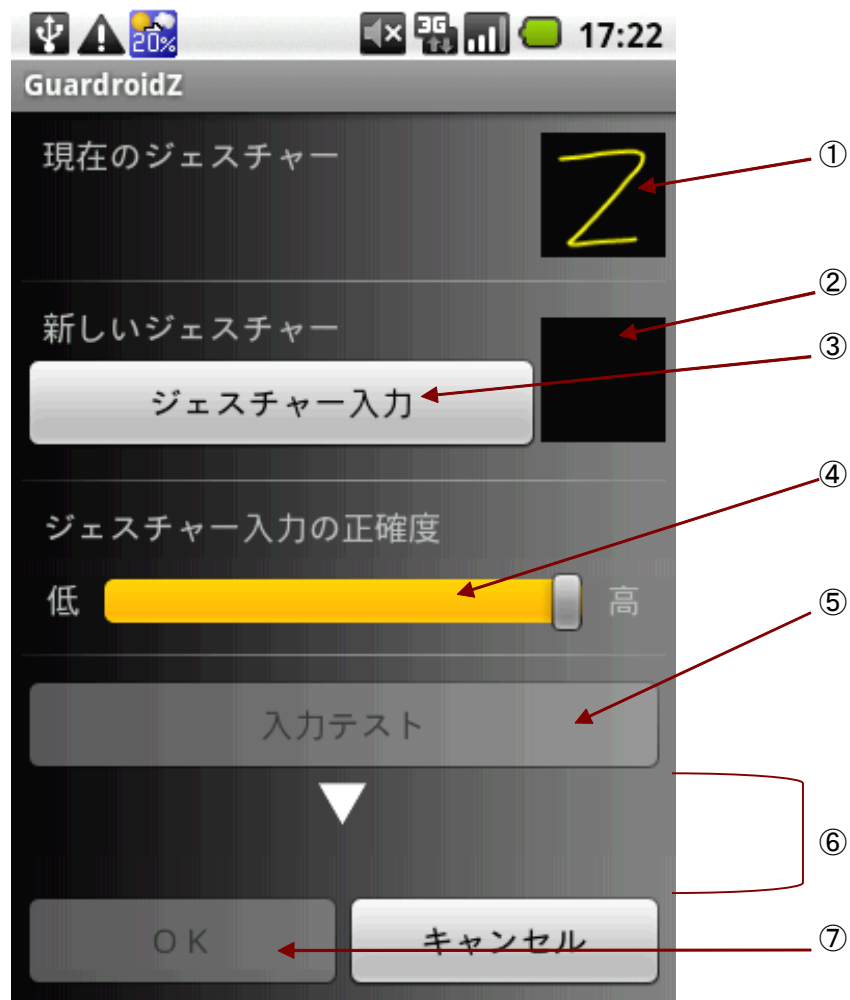 20%
3G
17:22
GuardroidZ
現在のジェスチャー
①
新しいジェスチャー
②
ジェスチャー入力
③
ジェスチャー入力の正確度
④
低
高
⑤
入力テスト
⑥
OK
キャンセル
⑦